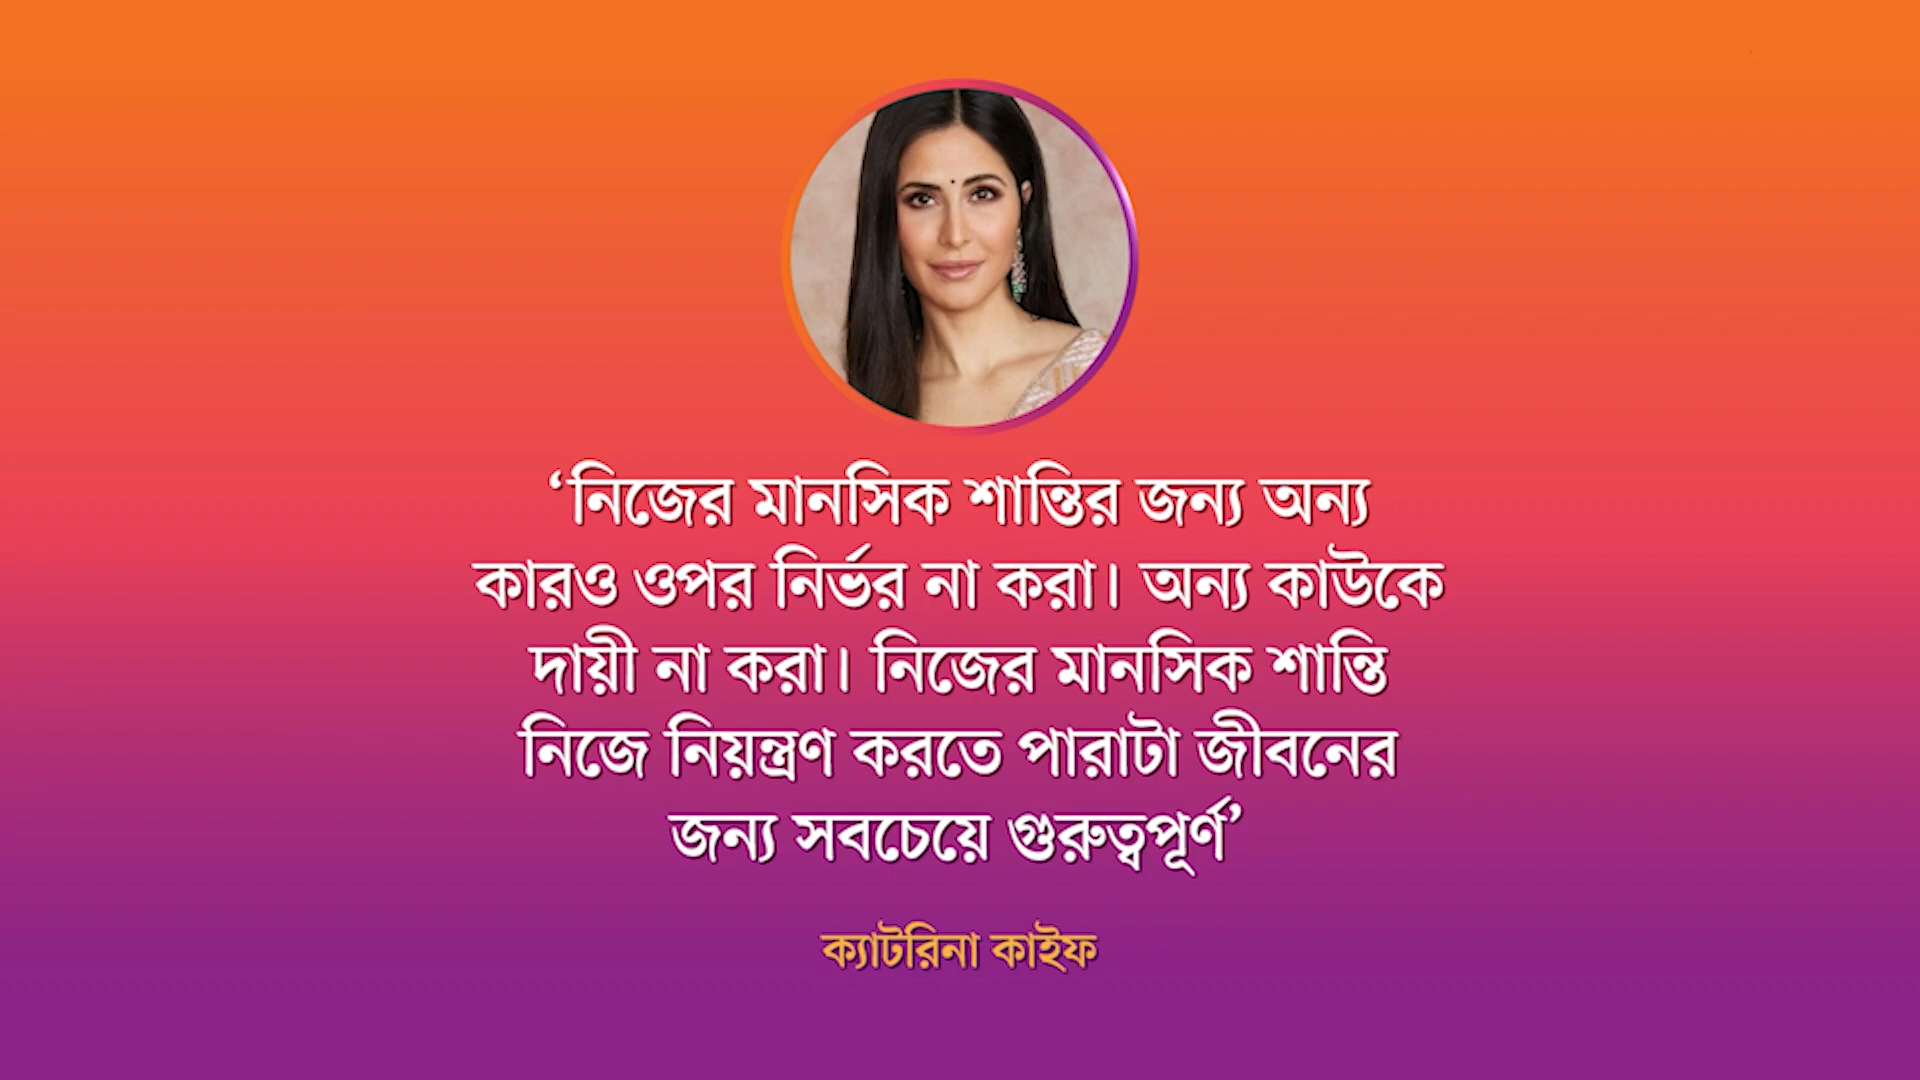 ‘নিজের মানসিক শান্তির জন্য অন্য
কারও ওপর নির্ভর না করা। অন্য কাউকে
দায়ী না করা। নিজের মানসিক শান্তি
নিজে নিয়ন্ত্রণ করতে পারাটা জীবনের
জন্য সবচেয়ে গুরুত্বপূর্ণ’
ক্যাটরিনা কাইফ